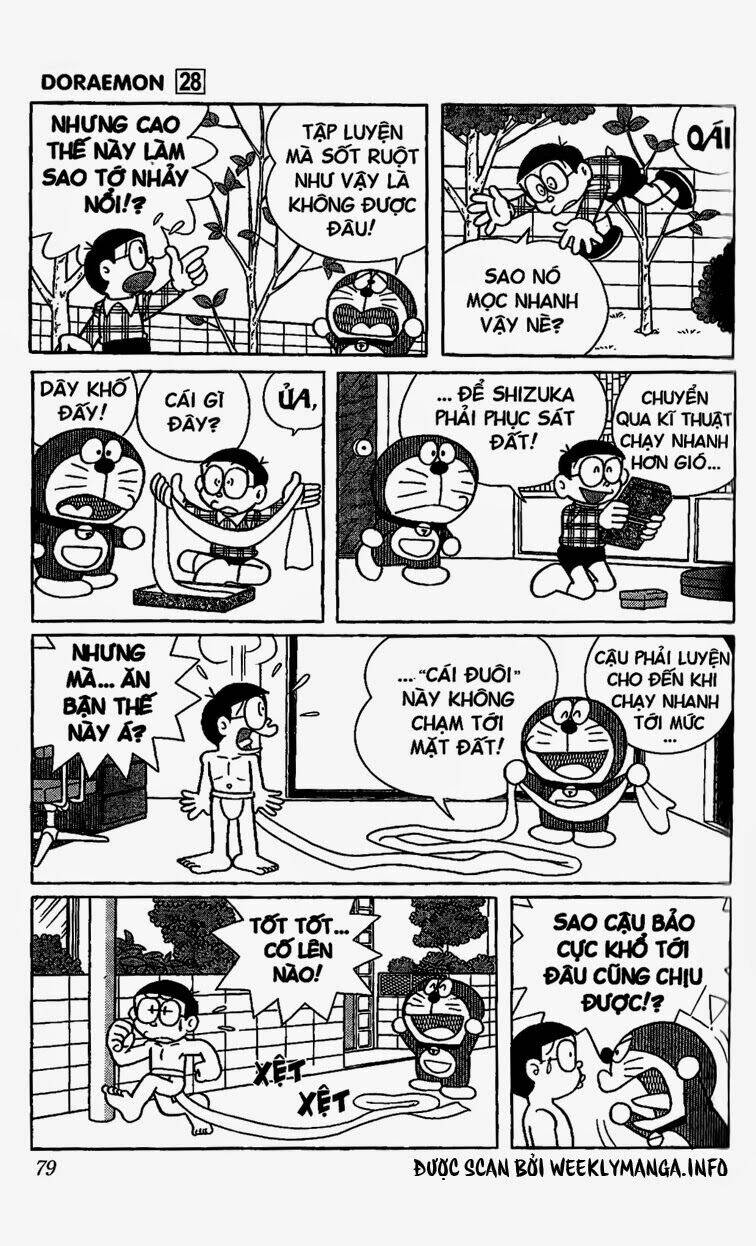 DORAEMON 28
OÁI
SAO NÓ
MỌC NHANH
VẬY NÈ?
TẬP LUYỆN
MÀ SỐT RUỘT
NHƯ VẬY LÀ
KHÔNG ĐƯỢC
ĐÂU!
NHƯNG CAO
THẾ NÀY LÀM
SAO TỚ NHẢY
NỔI!?
CHUYỂN
QUA KĨ THUẬT
CHẠY NHANH
HƠN GIÓ...
... ĐỂ SHIZUKA
PHẢI PHỤC SÁT
ĐẤT!
ỦA,
CÁI GÌ
ĐÂY?
DÂY KHỐ
ĐẤY!
CẬU PHẢI LUYỆN
CHO ĐẾN KHI
CHẠY NHANH
TỚI MỨC
...
... "CÁI ĐUÔI"
NÀY KHÔNG
CHẠM TỚI
MẶT ĐẤT!
NHƯNG
MÀ... ĂN
BẬN THẾ
NÀY Á?
SAO CẬU BẢO
CỰC KHỔ TỚI
ĐÂU CŨNG CHỊU
ĐƯỢC!?
TỐT TỐT...
CỐ LÊN
NÀO!
XỆT
XỆT
79
ĐƯỢC SCAN BỞI WEEKLYMANGA.INFO